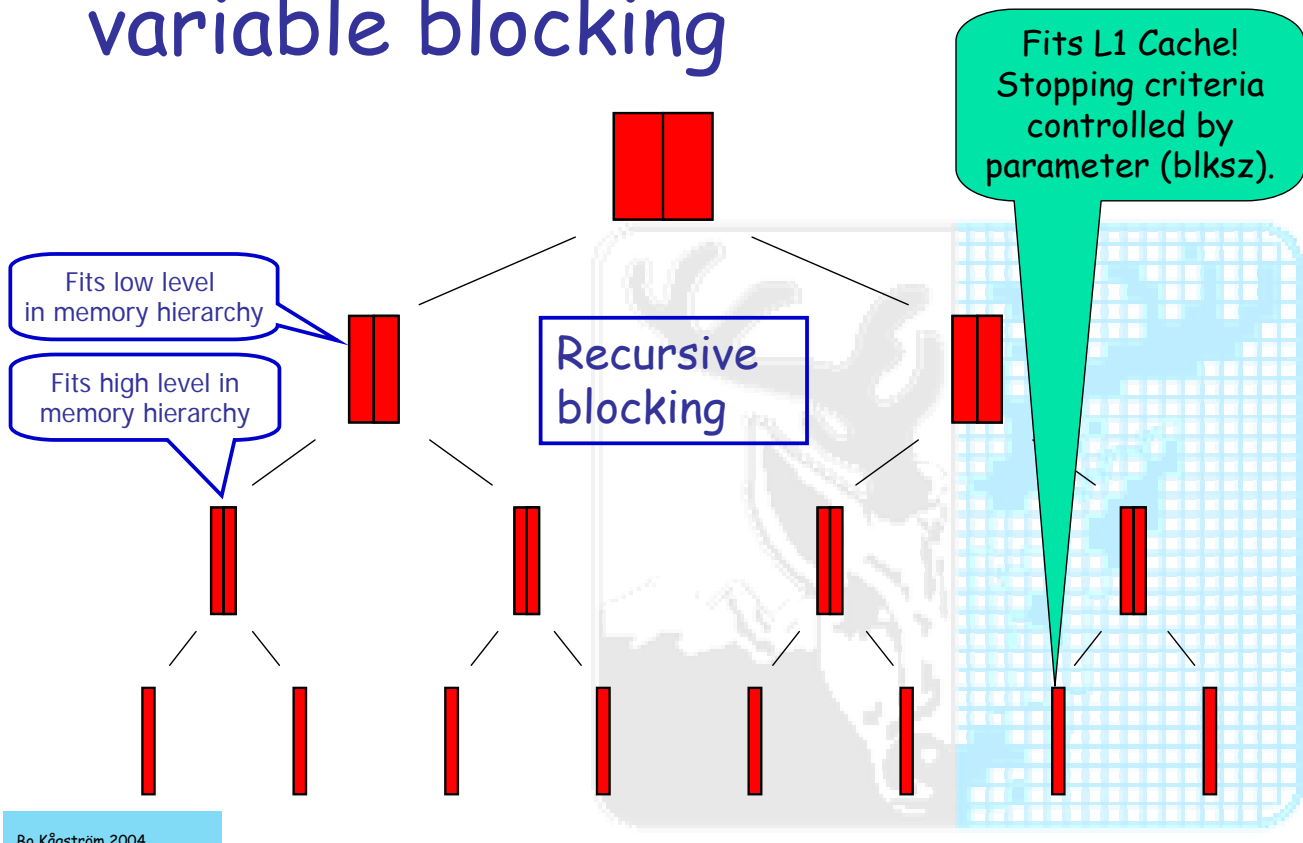 variable blocking
Fits L1 Cache!
Stopping criteria
controlled by
parameter (blksz).
Fits low level
in memory hierarchy
Recursive
blocking
Fits high level in
memory hierarchy
Bo Kågström 2004